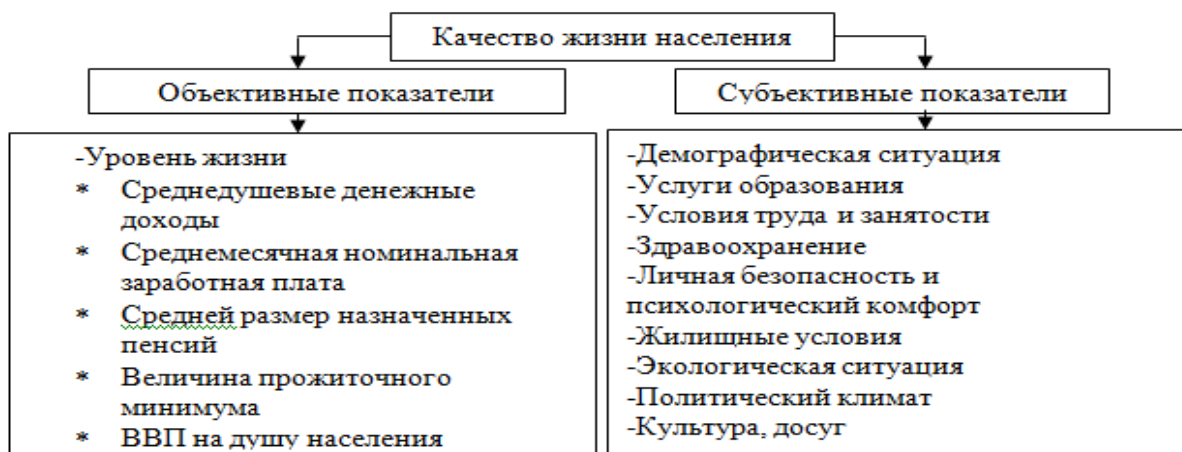 Качество жизни населения
Объективные показатели
Субъективные показатели
-Уровень жизни
* Среднедушевые денежные
доходы
* Среднемесячная номинальная
заработная плата
* Средней размер назначенных
пенсий
* Величина прожиточного
минимума
* ВВП на душу населения
-Демографическая ситуация
-Услуги образования
-Условия труда и занятости
-Здравоохранение
-Личная безопасность и
психологический комфорт
-Жилищные условия
-Экологическая ситуация
-Политический климат
-Культура, досуг